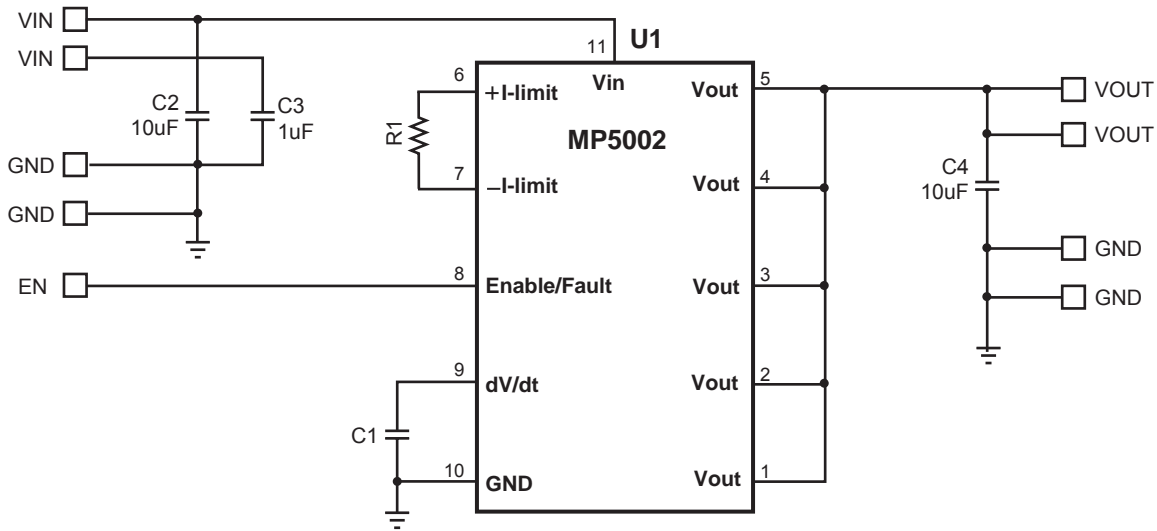 VIN
VIN
C2
10uF
C3
1uF
GND
GND
EN
R1
C1
U1
MP5002
11
Vin
6
+I-limit
7
−I-limit
8
Enable/Fault
9
dV/dt
10
GND
Vout
5
Vout
4
Vout
3
Vout
2
Vout
1
C4
10uF
VOUT
VOUT
GND
GND